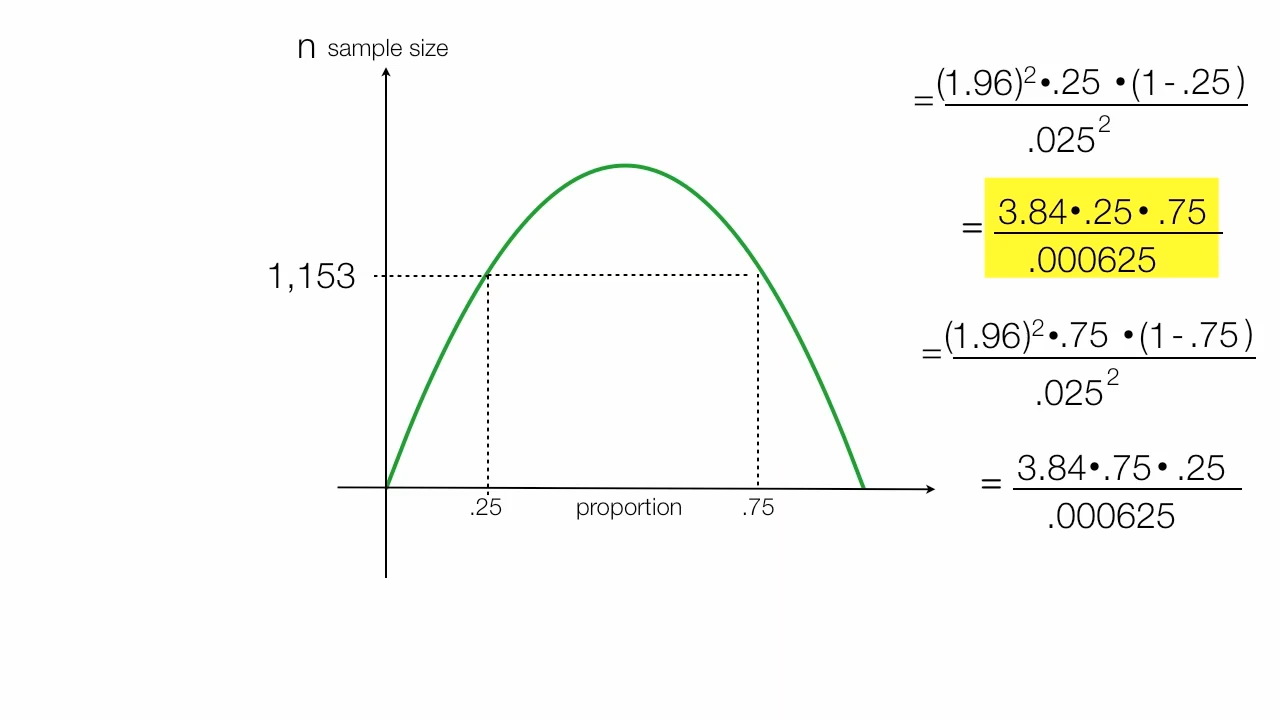 n sample size
1,153
.25 proportion .75
= (1.96)²•.25 •(1- .25)
.025²
= 3.84•.25• .75
.000625
= (1.96)²•.75 •(1- .75)
.025²
= 3.84•.75• .25
.000625